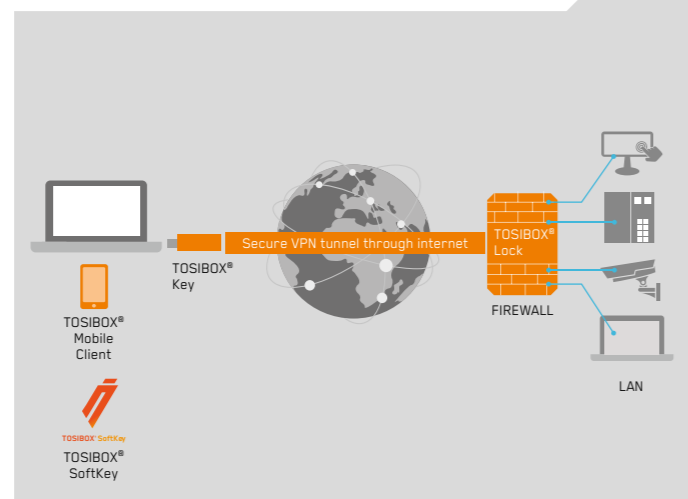 Secure VPN tunnel through internet
TOSIBOX®
Lock
TOSIBOX®
Key
FIREWALL
TOSIBOX®
Mobile
Client
LAN
TOSIBOX® SoftKey
TOSIBOX®
SoftKey